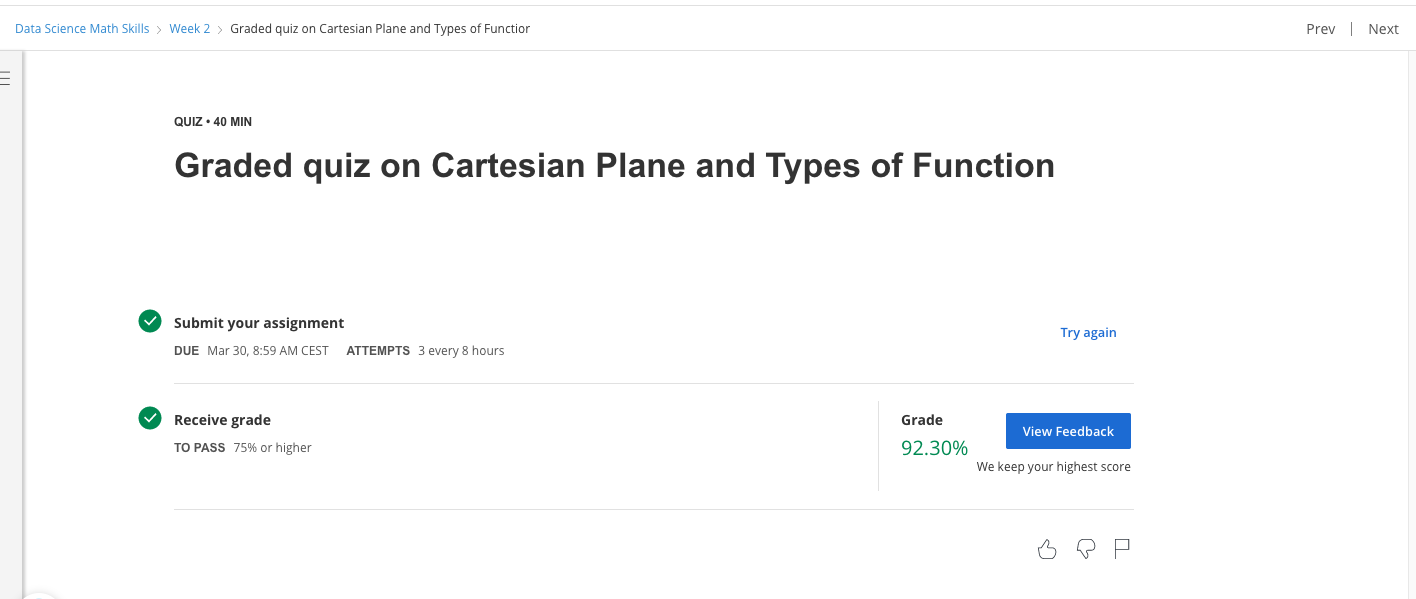 Data Science Math Skills > Week 2 > Graded quiz on Cartesian Plane and Types of Functior
Prev | Next
QUIZ • 40 MIN
Graded quiz on Cartesian Plane and Types of Function
Submit your assignment
Try again
DUE Mar 30, 8:59 AM CEST ATTEMPTS 3 every 8 hours
Receive grade
TO PASS 75% or higher
Grade
92.30%
View Feedback
We keep your highest score